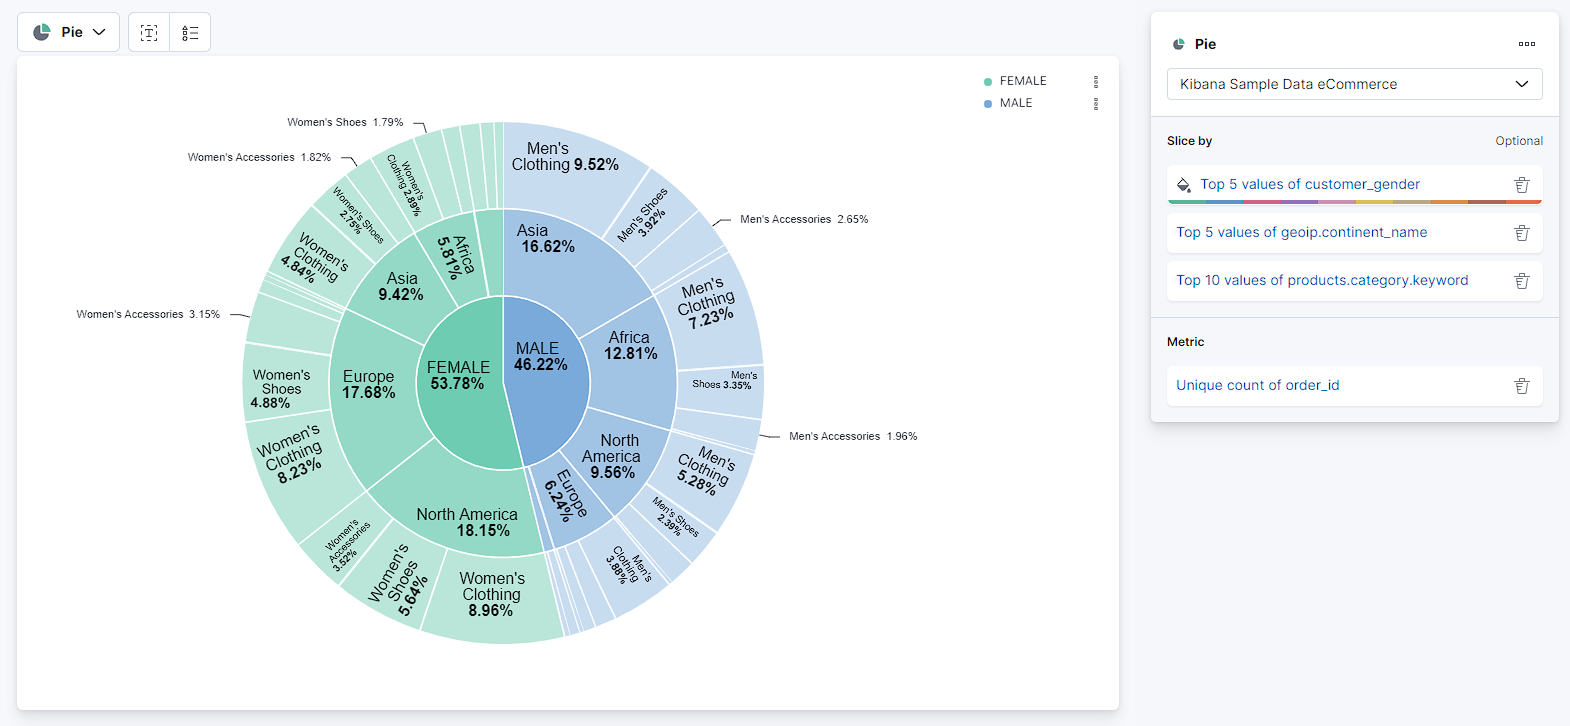 Pie
T
FEMALE
MALE
Women's Shoes 1.79%
Women's Accessories 1.82%
Women's Accessories 3.15%
Men's Accessories 2.65%
Men's Accessories 1.96%
Men's
Clothing 9.52%
Men's Shoes
3.92%
Asia
16.62%
Men's
Clothing
7.23%
Africa
12.81%
Men's
Shoes 3.35%
MALE
46.22%
North
America
9.56%
Men's
Clothing
5.28%
Men's Shoes
2.39%
Europe
6.24%
Men's
Clothing
3.88%
FEMALE
53.78%
North America
18.15%
Women's
Clothing
8.96%
Women's
Shoes
5.64%
Women's
Accessories
3.52%
Europe
17.68%
Women's
Clothing
8.23%
Women's
Shoes
4.88%
Asia
9.42%
Women's
Clothing
4.84%
Women's Shoes
2.75%
Africa
5.81%
Women's
Clothing 2.89%
Pie
Kibana Sample Data eCommerce
Slice by Optional
Top 5 values of customer_gender
Top 5 values of geoip.continent_name
Top 10 values of products.category.keyword
Metric
Unique count of order_id